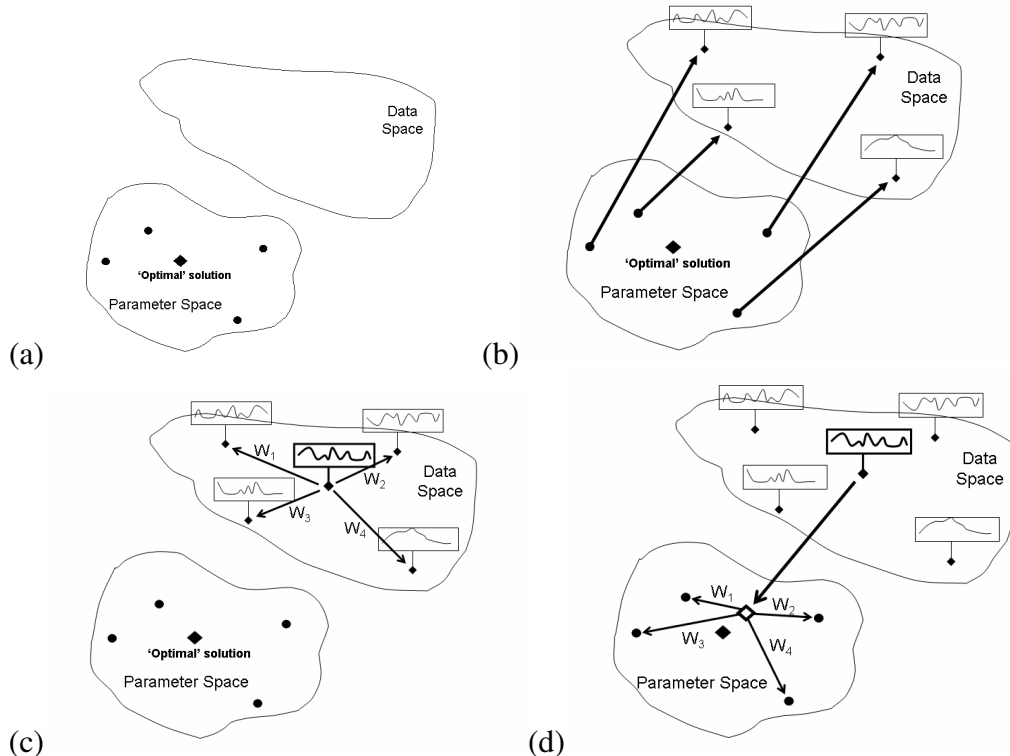 Data
Space
'Optimal' solution
Parameter Space
(a)
Data
Space
'Optimal' solution
Parameter Space
(b)
W1
W2
W3
W4
Data
Space
'Optimal' solution
Parameter Space
(c)
Data
Space
W1
W2
W3
W4
Parameter Space
(d)